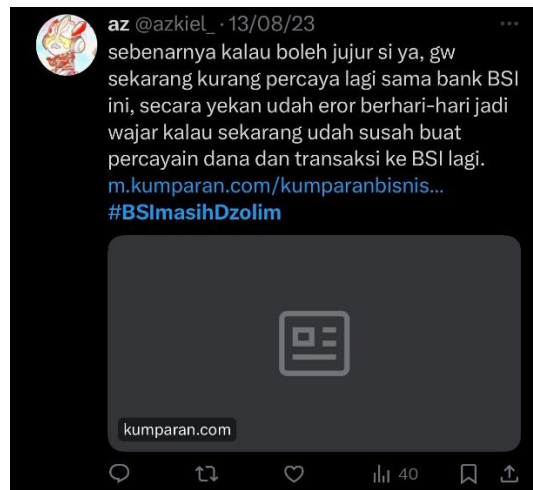 az @azkiel_ · 13/08/23
sebenarnya kalau boleh jujur si ya, gw
sekarang kurang percaya lagi sama bank BSI
ini, secara yekan udah eror berhari-hari jadi
wajar kalau sekarang udah susah buat
percayain dana dan transaksi ke BSI lagi.
m.kumparan.com/kumparanbisnis...
#BSImasihDzolim
kumparan.com
40